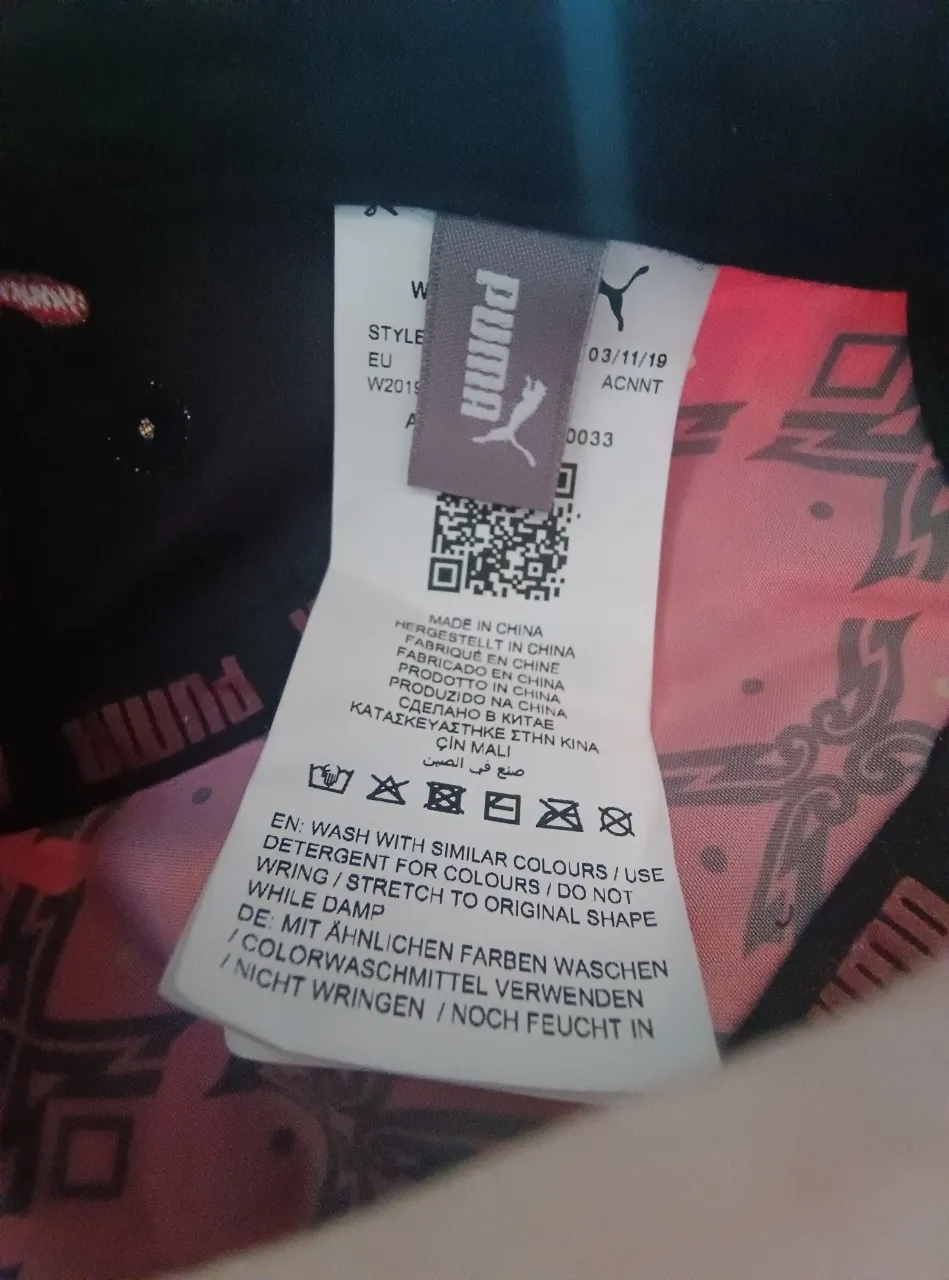 W
STYLE
03/11/19
EU
W2019
ACNNT
A
0033
PUMA
MADE IN CHINA
HERGESTELLT IN CHINA
FABRIQUÉ EN CHINE
FABRICADO EN CHINA
PRODOTTO IN CHINA
PRODUZIDO NA CHINA
СДЕЛАНО В КИТАЕ
ΚΑΤΑΣΚΕΥΑΣΤΗΚΕ ΣΤΗΝ ΚΙΝΑ
ÇİN MALI
صنع في الصين
EN: WASH WITH SIMILAR COLOURS / USE
DETERGENT FOR COLOURS / DO NOT
WRING / STRETCH TO ORIGINAL SHAPE
WHILE DAMP
DE: MIT ÄHNLICHEN FARBEN WASCHEN
/ COLORWASCHMITTEL VERWENDEN
/ NICHT WRINGEN / NOCH FEUCHT IN
PUMA
PUMA